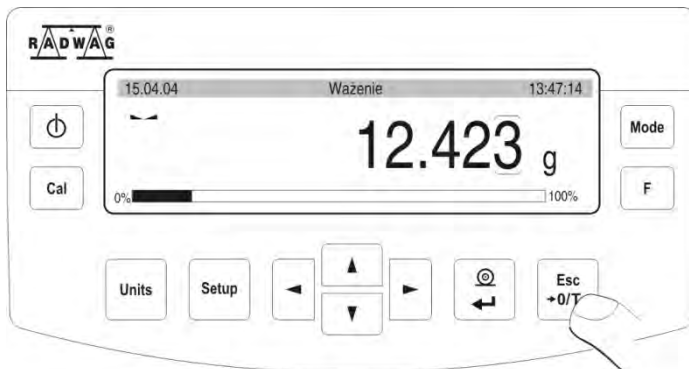 RADWAG®
15.04.04 Ważenie 13:47:14
12.423 g
0% 100%
Mode
Cal
F
Units
Setup
Esc
→0/T